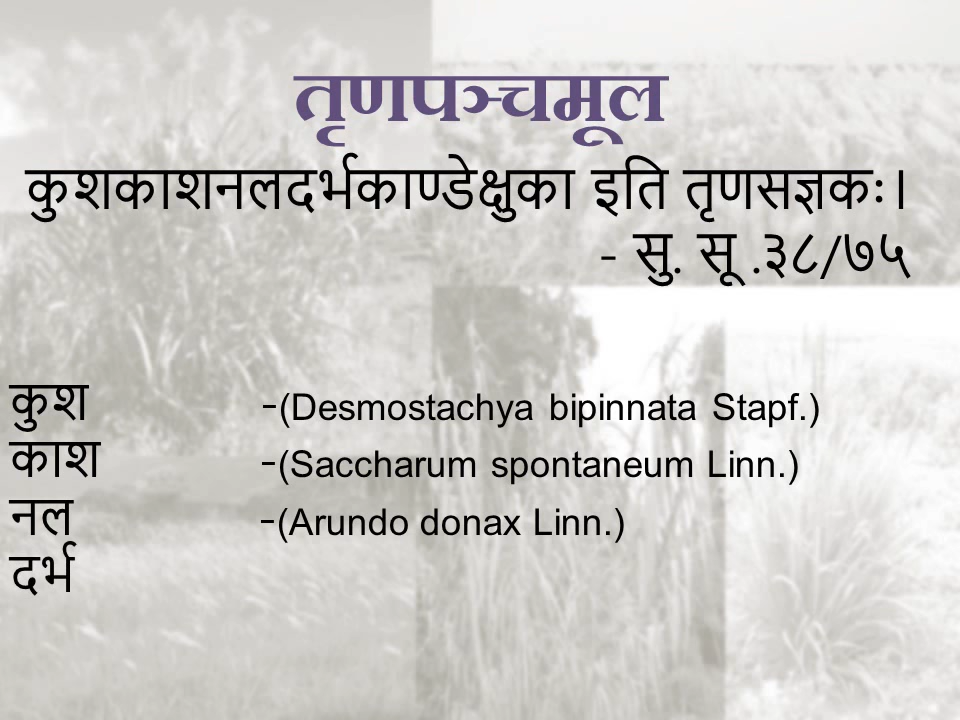 तृणपञ्चमूल
कुशकाशनलदर्भकाण्डेक्षुका इति तृणसज्ञकः।
- सु. सू .३८/७५
कुश -(Desmostachya bipinnata Stapf.)
काश -(Saccharum spontaneum Linn.)
नल -(Arundo donax Linn.)
दर्भ